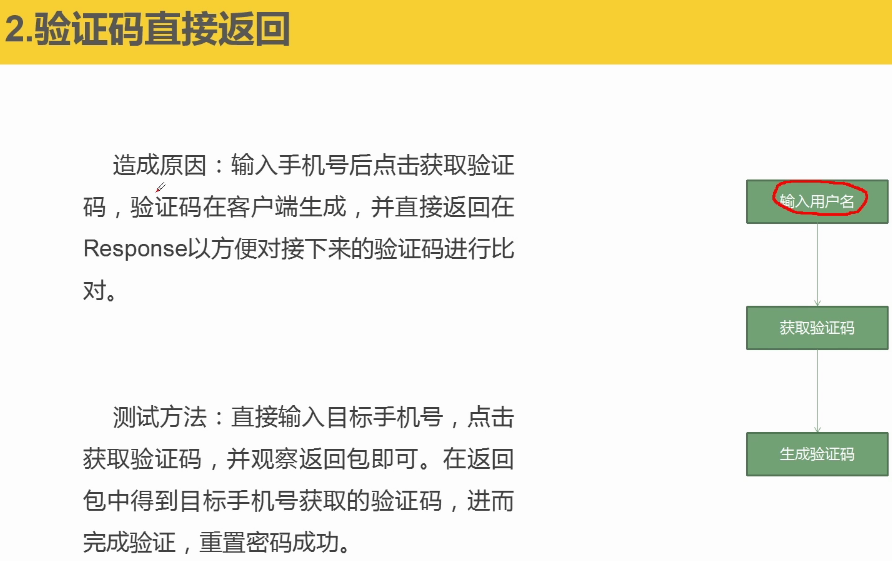 2.验证码直接返回
造成原因：输入手机号后点击获取验证
码，验证码在客户端生成，并直接返回在
Response以方便对接下来的验证码进行比
对。
测试方法：直接输入目标手机号，点击
获取验证码，并观察返回包即可。在返回
包中得到目标手机号获取的验证码，进而
完成验证，重置密码成功。
输入用户名
获取验证码
生成验证码